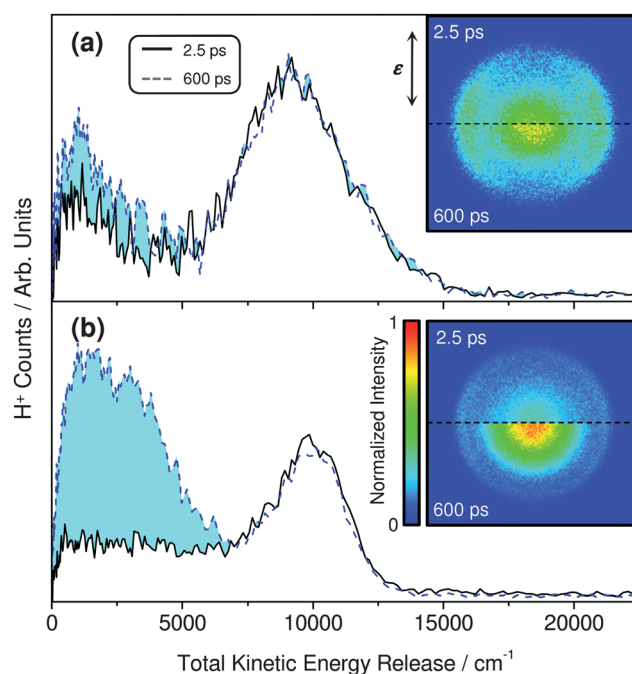 (a)
2.5 ps
600 ps
ε
2.5 ps
600 ps
H⁺ Counts / Arb. Units
(b)
1
Normalized Intensity
0
2.5 ps
600 ps
0 5000 10000 15000 20000
Total Kinetic Energy Release / cm⁻¹